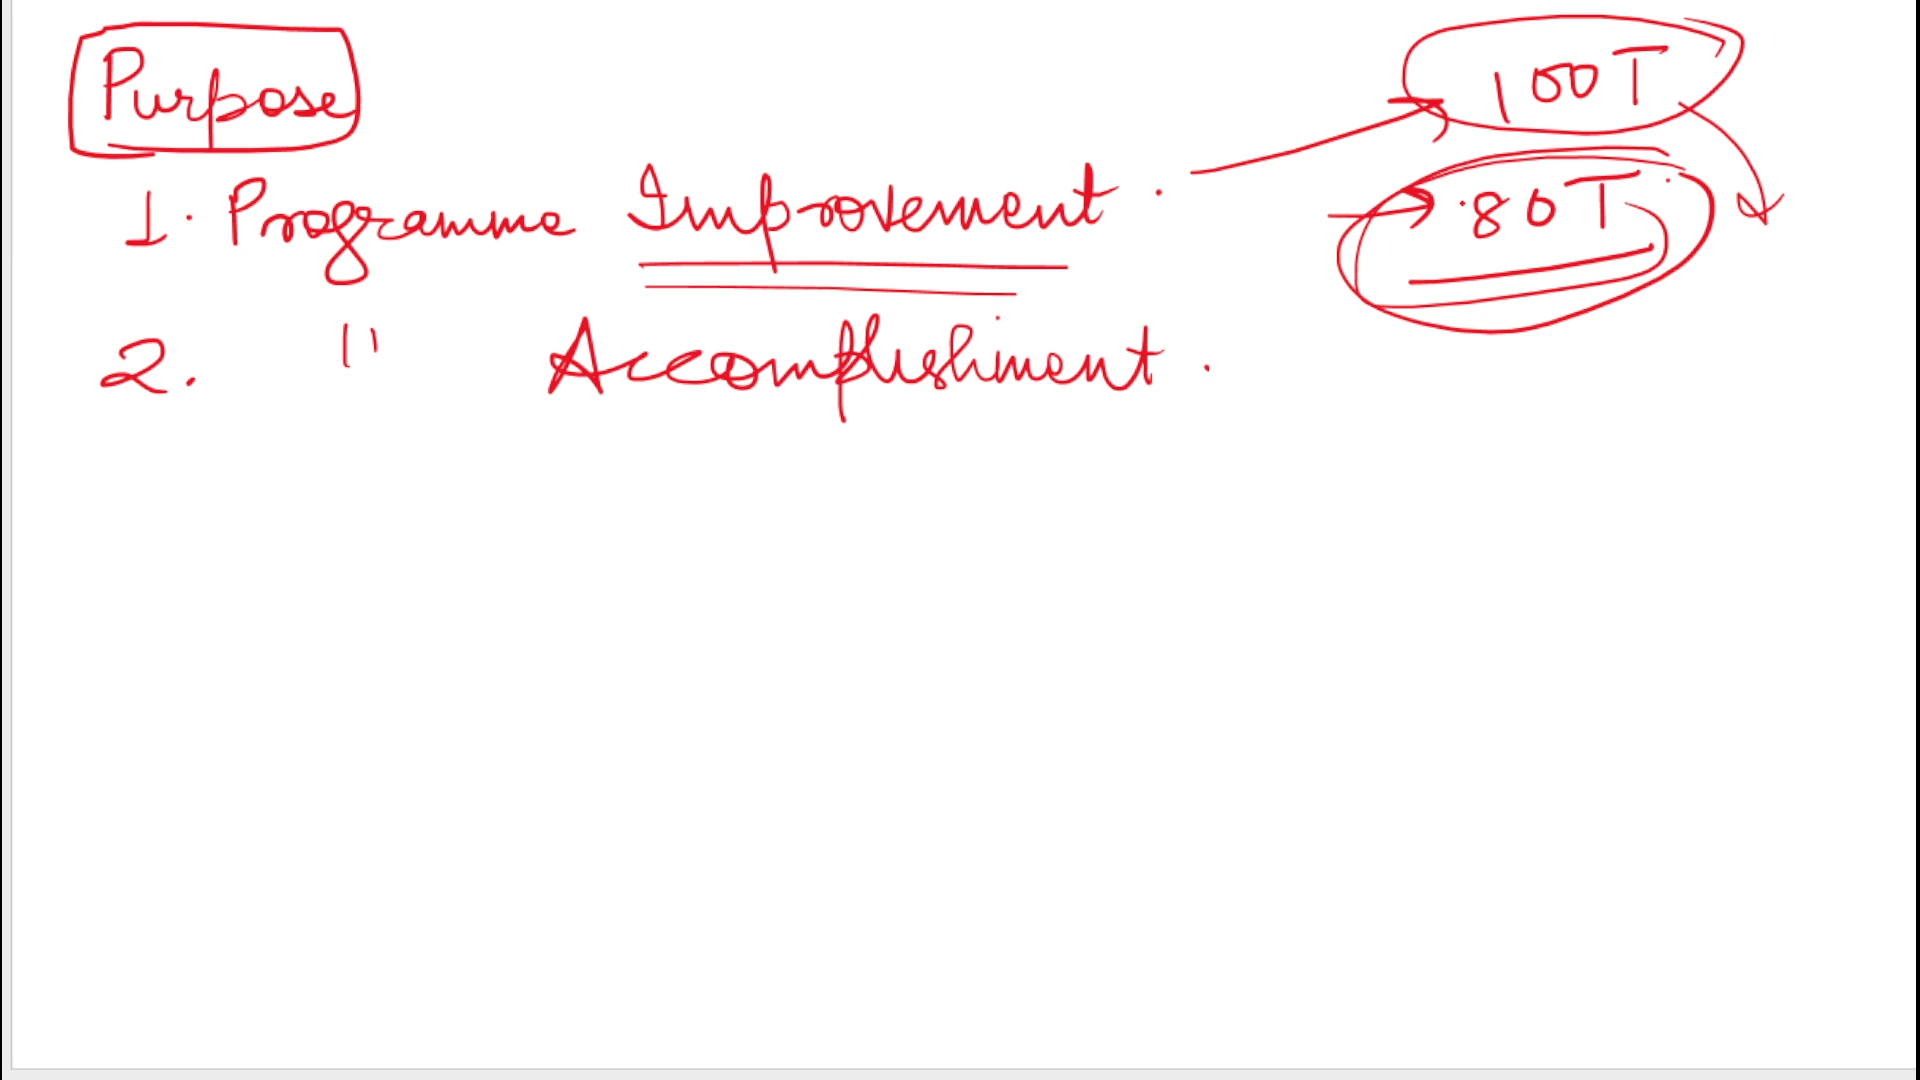 Purpose
100T
1. Programme Improvement.
80T
2. " Accomplishment.